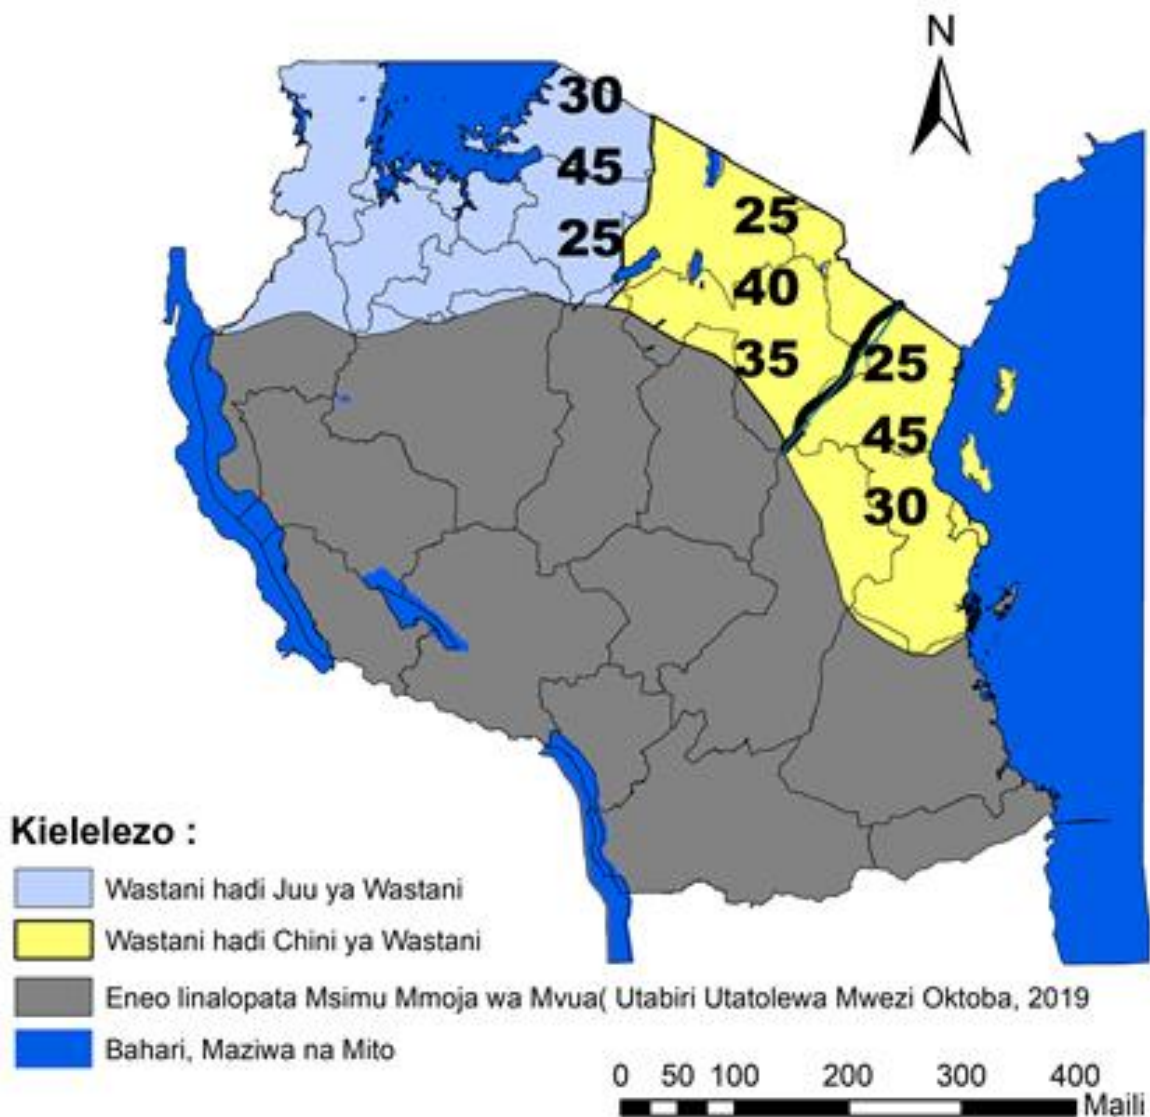 N
30
45
25
25
40
35
25
45
30
Kielelezo :
Wastani hadi Juu ya Wastani
Wastani hadi Chini ya Wastani
Eneo linalopata Msimu Mmoja wa Mvua( Utabiri Utatolewa Mwezi Oktoba, 2019
Bahari, Maziwa na Mito
0 50 100 200 300 400
Maili